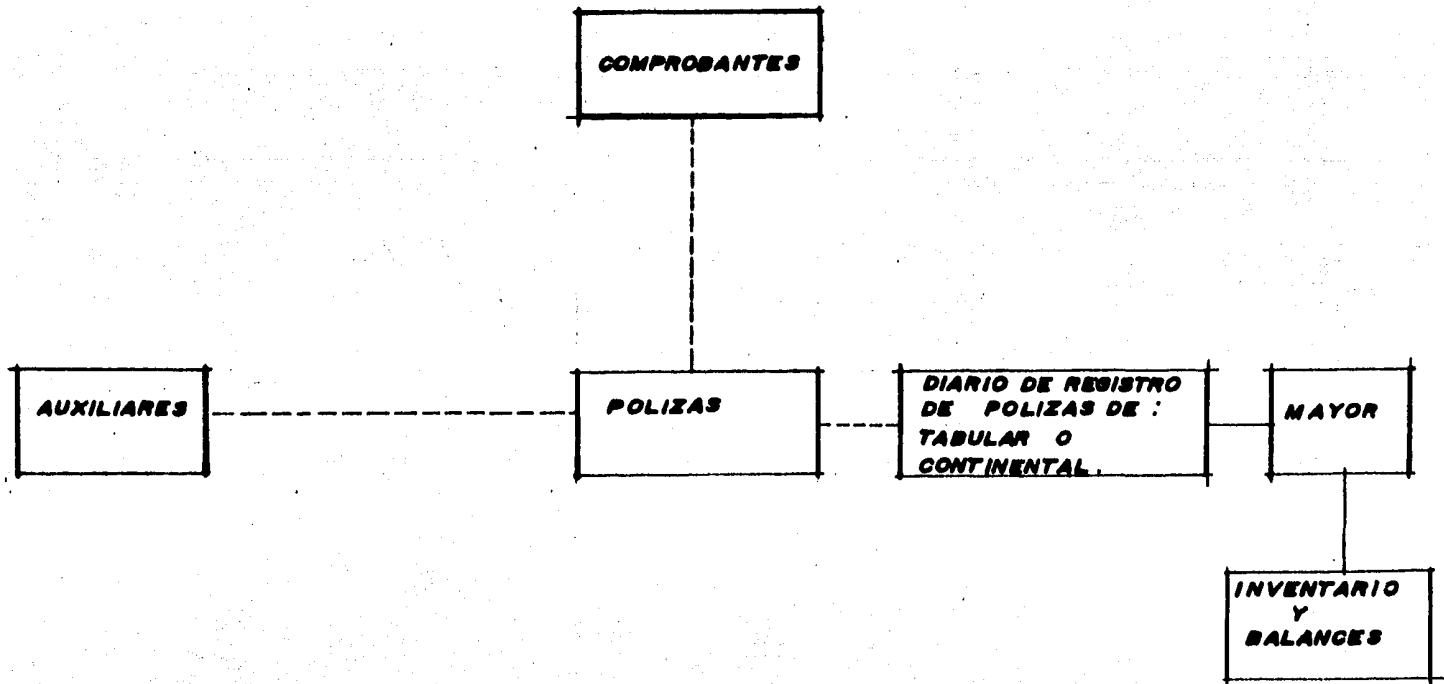 COMPROBANTES
AUXILIARES
POLIZAS
DIARIO DE REGISTRO
DE POLIZAS DE :
TABULAR O
CONTINENTAL.
MAYOR
INVENTARIO
Y
BALANCES